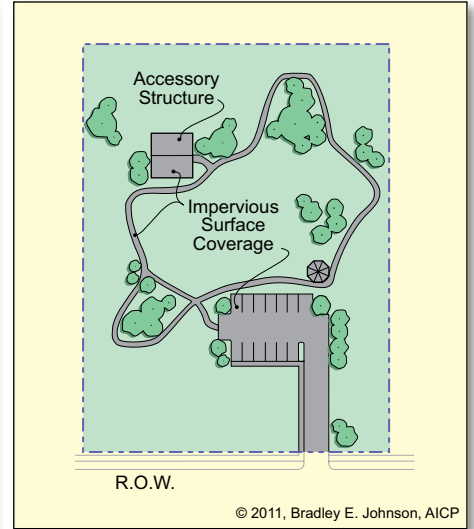 Accessory
Structure
Impervious
Surface
Coverage
R.O.W.
© 2011, Bradley E. Johnson, AICP